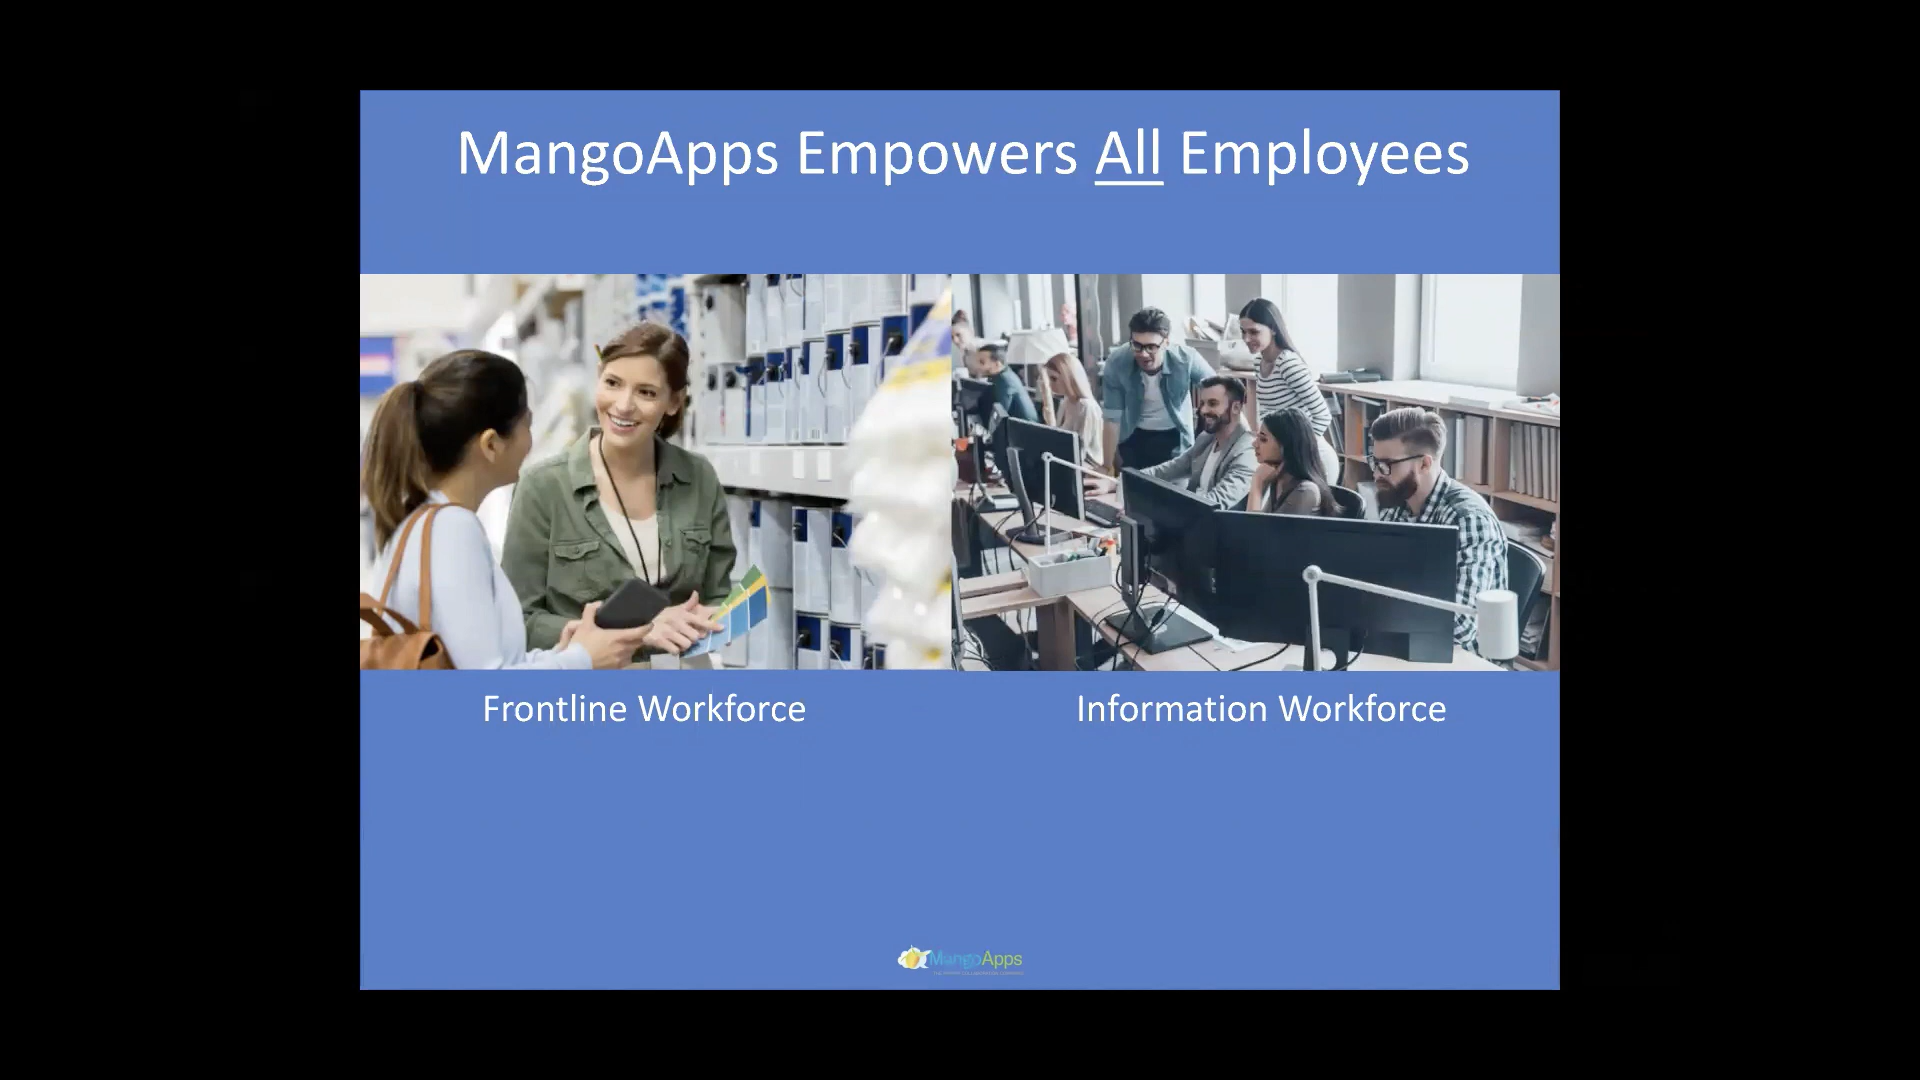 MangoApps Empowers All Employees
Frontline Workforce
Information Workforce
MangoApps